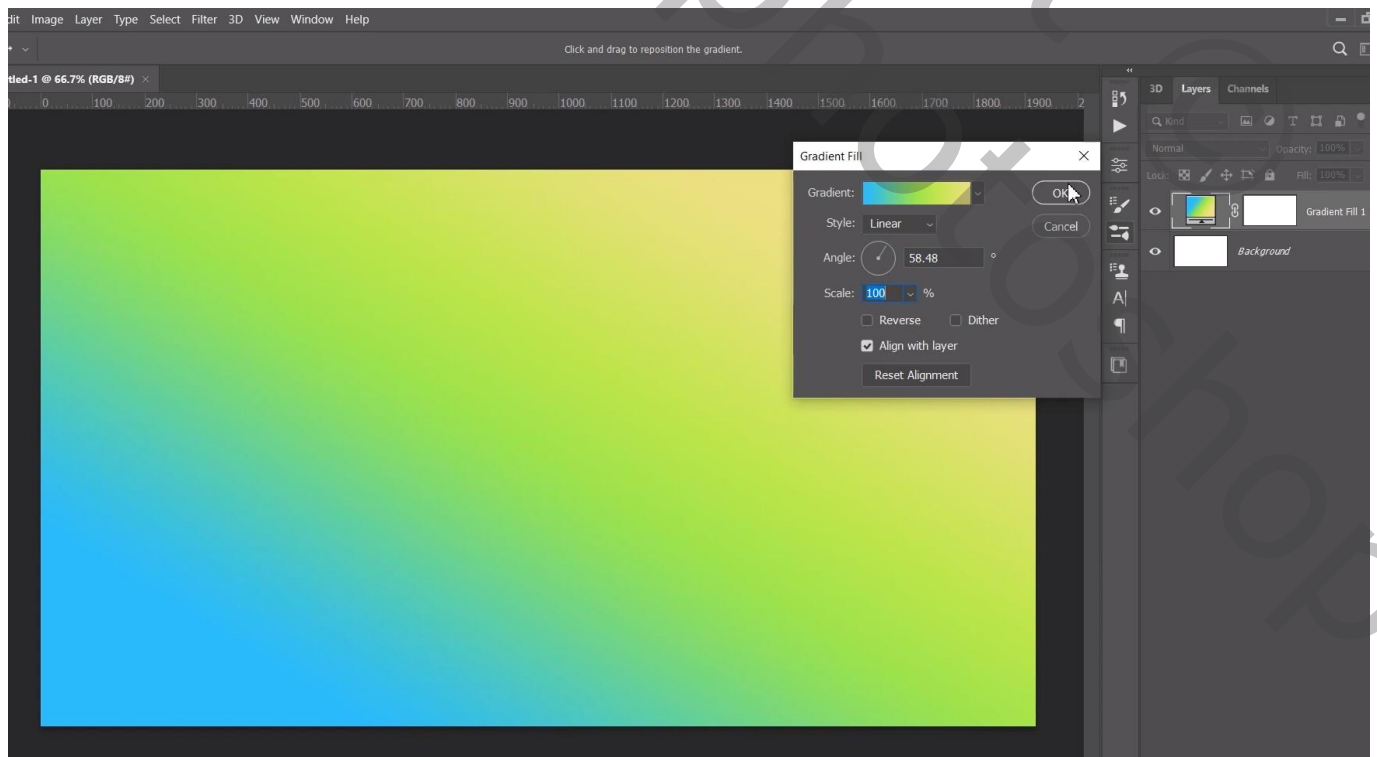 dit Image Layer Type Select Filter 3D View Window Help
Click and drag to reposition the gradient.
tled-1 @ 66.7% (RGB/8#) ×
0 100 200 300 400 500 600 700 800 900 1000 1100 1200 1300 1400 1500 1600 1700 1800 1900 2
3D Layers Channels
Kind
Normal Opacity: 100%
Lock: Fill: 100%
Gradient Fill 1
Background
Gradient Fill
Gradient: OK
Style: Linear Cancel
Angle: 58.48 °
Scale: 100 %
Reverse Dither
Align with layer
Reset Alignment